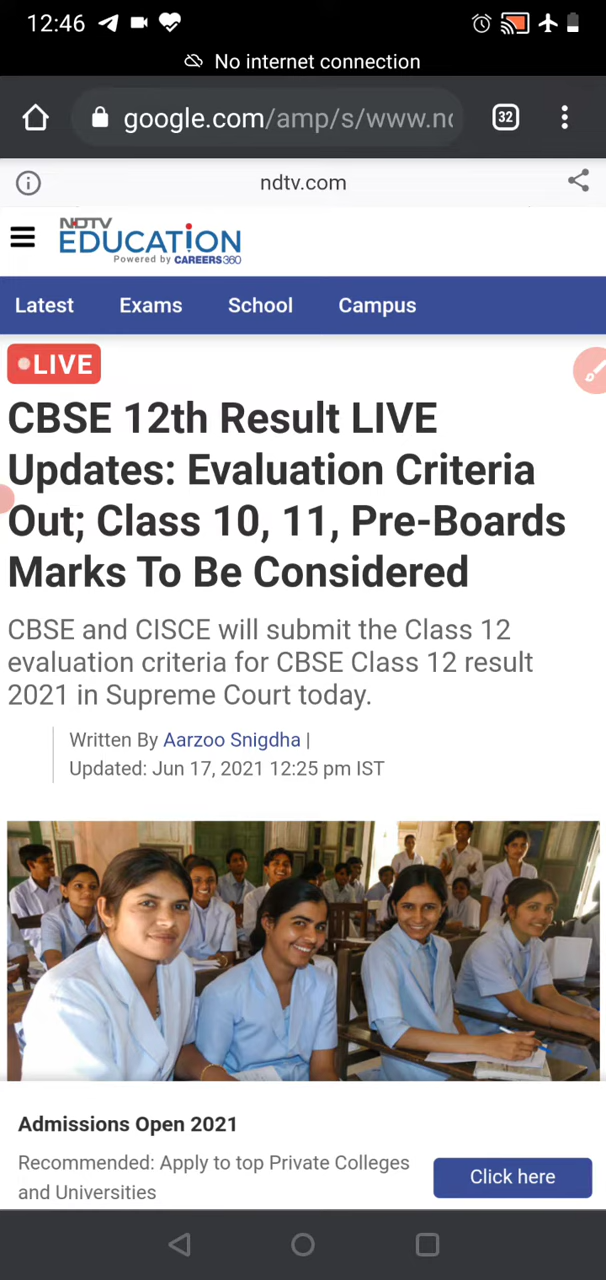 12:46
No internet connection
google.com/amp/s/www.n
32
ndtv.com
NDTV
EDUCATION
Powered by CAREERS360
Latest Exams School Campus
LIVE
CBSE 12th Result LIVE
Updates: Evaluation Criteria
Out; Class 10, 11, Pre-Boards
Marks To Be Considered
CBSE and CISCE will submit the Class 12
evaluation criteria for CBSE Class 12 result
2021 in Supreme Court today.
Written By Aarzoo Snigdha |
Updated: Jun 17, 2021 12:25 pm IST
Admissions Open 2021
Recommended: Apply to top Private Colleges
and Universities
Click here